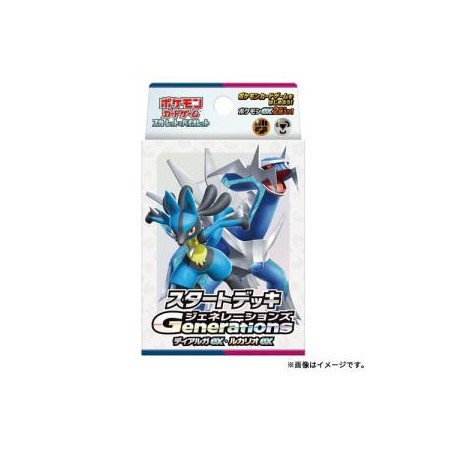 ポケモン
カードゲーム
スカーレット&バイオレット
ポケモンカードゲームを
はじめよう!
ポケモンex2匹入り!
スタートデッキ
ジェネレーションズ
Generations
ディアルガex・ルカリオex
※画像はイメージです。